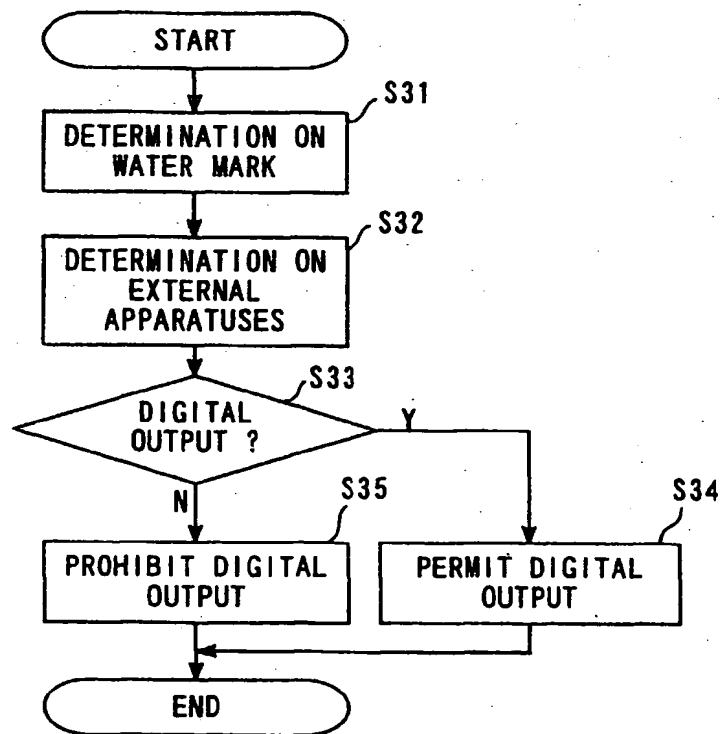 START
S31
DETERMINATION ON
WATER MARK
S32
DETERMINATION ON
EXTERNAL
APPARATUSES
S33
DIGITAL
OUTPUT ?
Y
N
S35
S34
PROHIBIT DIGITAL
OUTPUT
PERMIT DIGITAL
OUTPUT
END